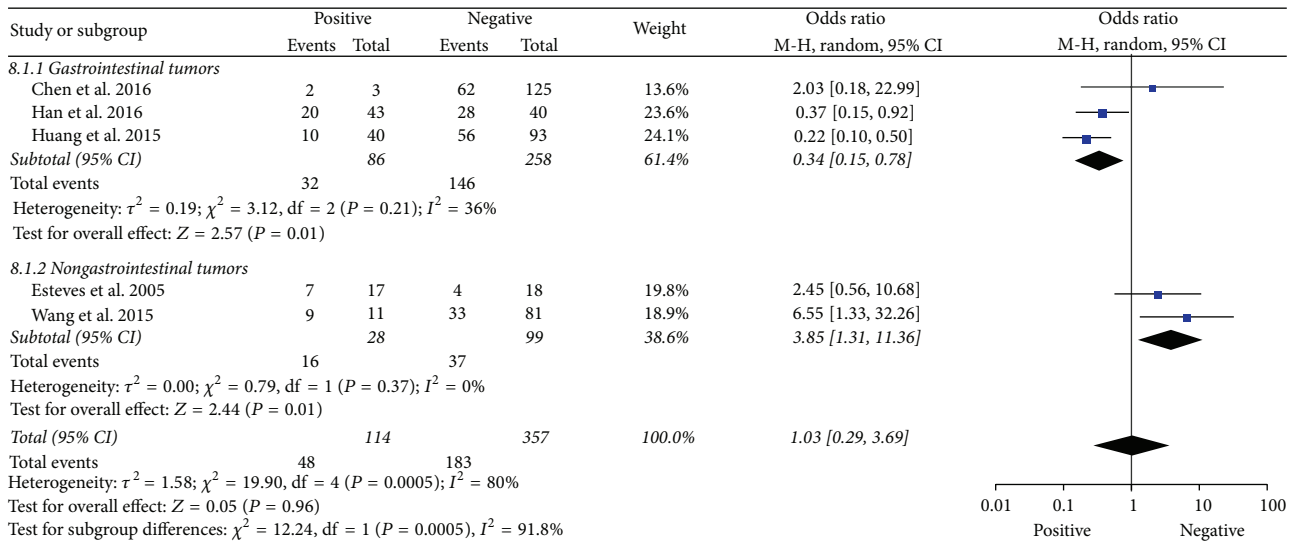 Study or subgroup Positive Negative Weight Odds ratio Odds ratio
Events Total Events Total M-H, random, 95% CI M-H, random, 95% CI
8.1.1 Gastrointestinal tumors
Chen et al. 2016 2 3 62 125 13.6% 2.03 [0.18, 22.99]
Han et al. 2016 20 43 28 40 23.6% 0.37 [0.15, 0.92]
Huang et al. 2015 10 40 56 93 24.1% 0.22 [0.10, 0.50]
Subtotal (95% CI) 86 258 61.4% 0.34 [0.15, 0.78]
Total events 32 146
Heterogeneity: τ² = 0.19; χ² = 3.12, df = 2 (P = 0.21); I² = 36%
Test for overall effect: Z = 2.57 (P = 0.01)
8.1.2 Nongastrointestinal tumors
Esteves et al. 2005 7 17 4 18 19.8% 2.45 [0.56, 10.68]
Wang et al. 2015 9 11 33 81 18.9% 6.55 [1.33, 32.26]
Subtotal (95% CI) 28 99 38.6% 3.85 [1.31, 11.36]
Total events 16 37
Heterogeneity: τ² = 0.00; χ² = 0.79, df = 1 (P = 0.37); I² = 0%
Test for overall effect: Z = 2.44 (P = 0.01)
Total (95% CI) 114 357 100.0% 1.03 [0.29, 3.69]
Total events 48 183
Heterogeneity: τ² = 1.58; χ² = 19.90, df = 4 (P = 0.0005); I² = 80%
Test for overall effect: Z = 0.05 (P = 0.96)
Test for subgroup differences: χ² = 12.24, df = 1 (P = 0.0005), I² = 91.8%
0.01 0.1 1 10 100
Positive Negative